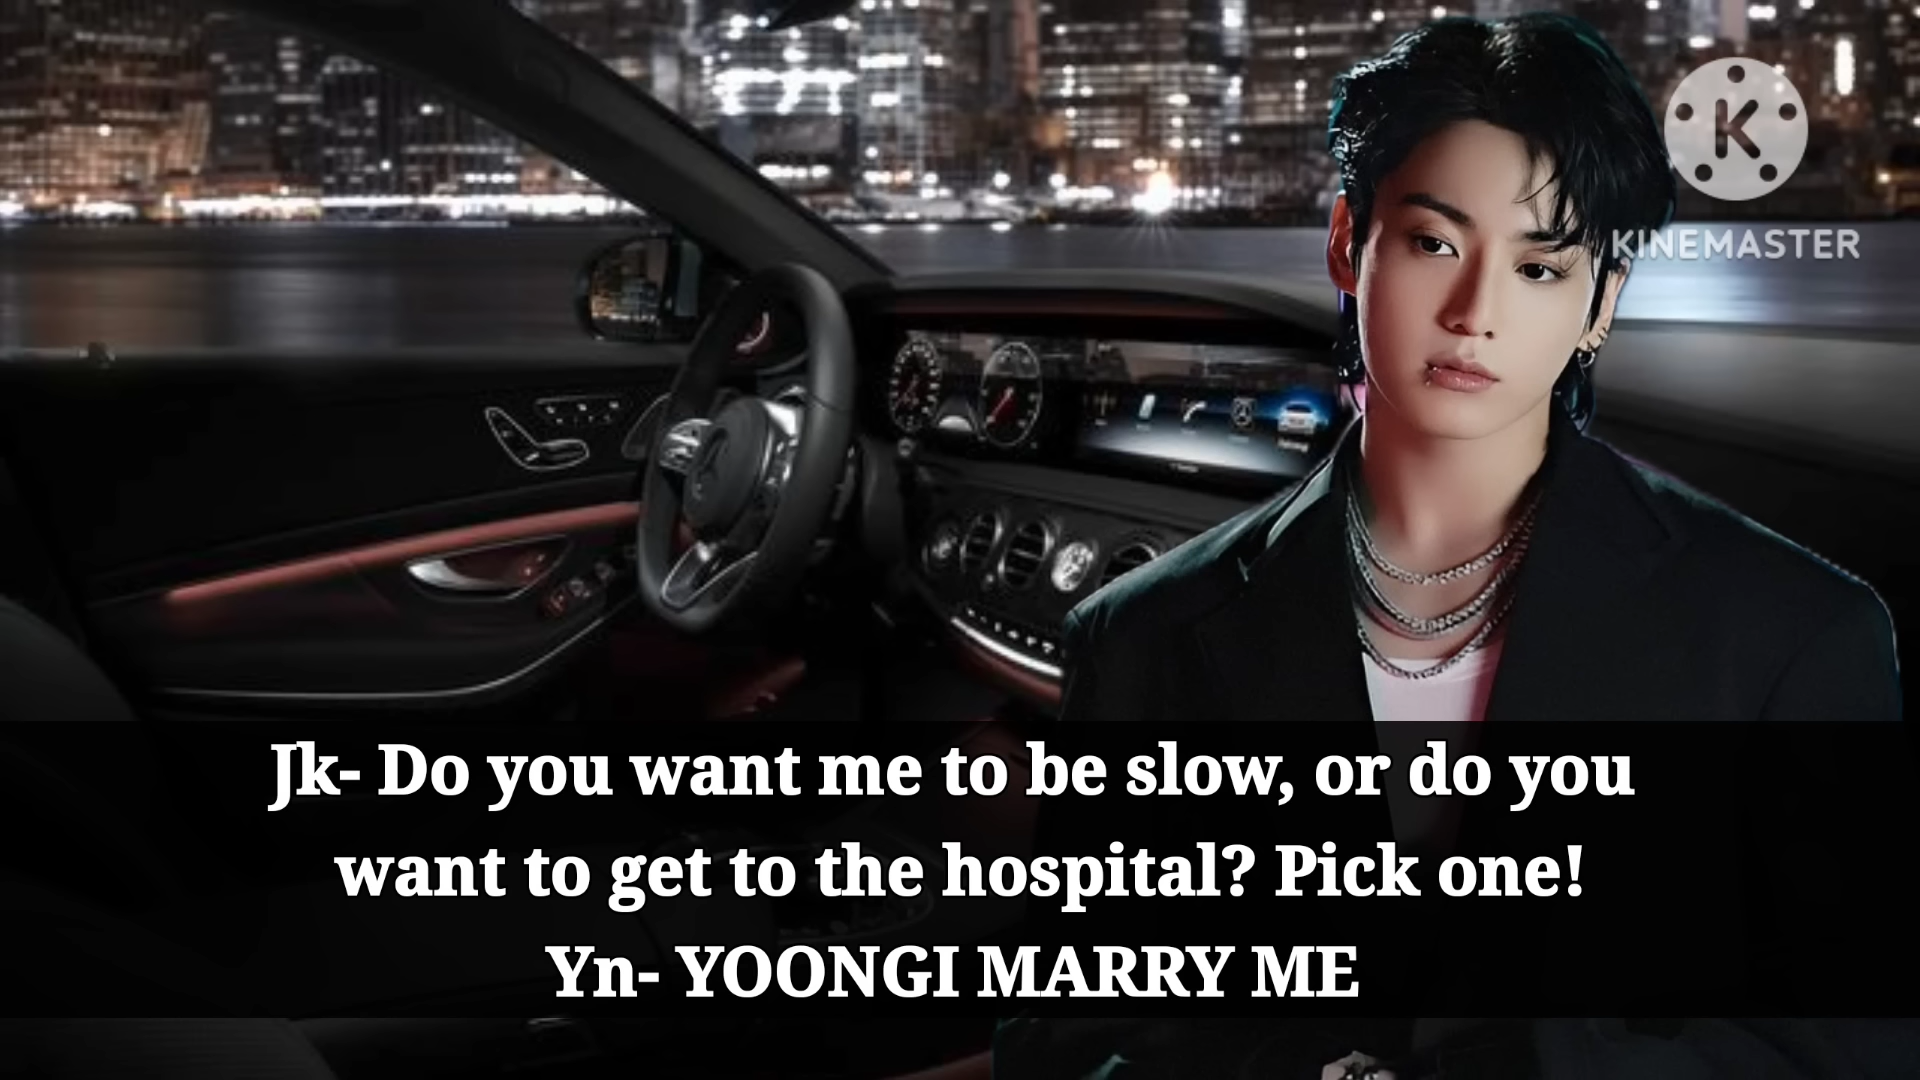 K
KINEMASTER
Jk- Do you want me to be slow, or do you
want to get to the hospital? Pick one!
Yn- YOONGI MARRY ME